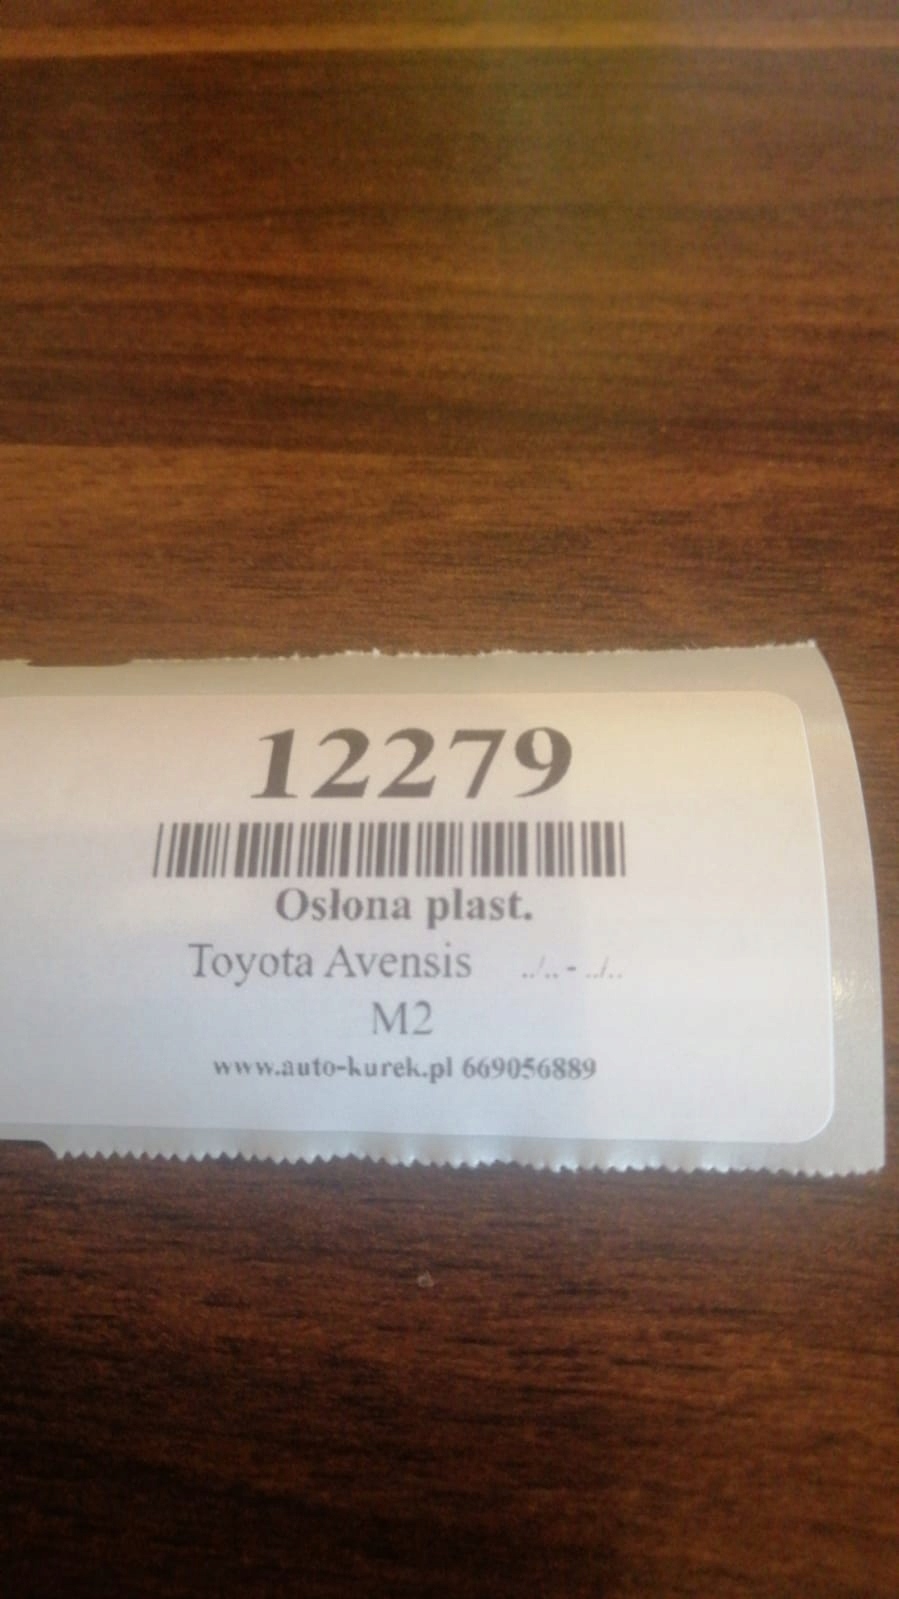 12279
Osłona plast.
Toyota Avensis ../.. - ../..
M2
www.auto-kurek.pl 669056889